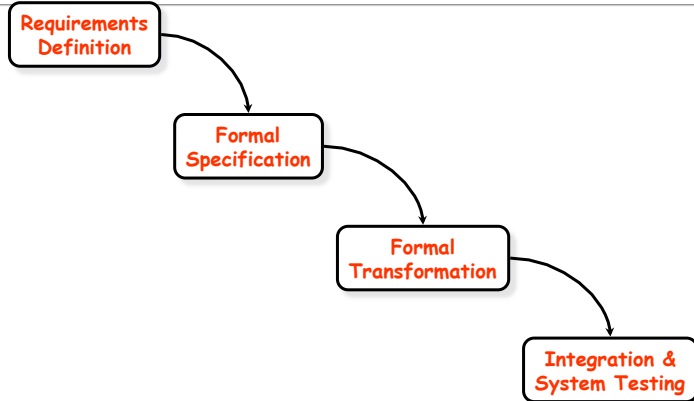 Requirements
Definition
Formal
Specification
Formal
Transformation
Integration &
System Testing